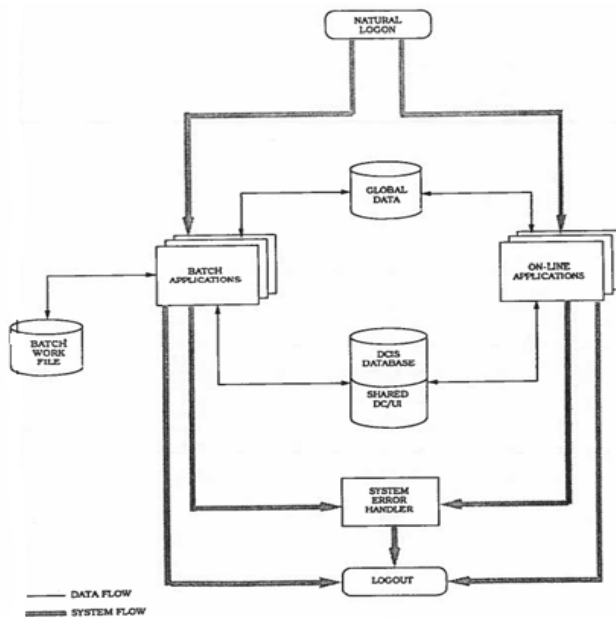 NATURAL
LOGON
GLOBAL
DATA
BATCH
APPLICATIONS
ON-LINE
APPLICATIONS
BATCH
WORK
FILE
DCIS
DATABASE
SHARED
DC/UI
SYSTEM
ERROR
HANDLER
LOGOUT
DATA FLOW
SYSTEM FLOW